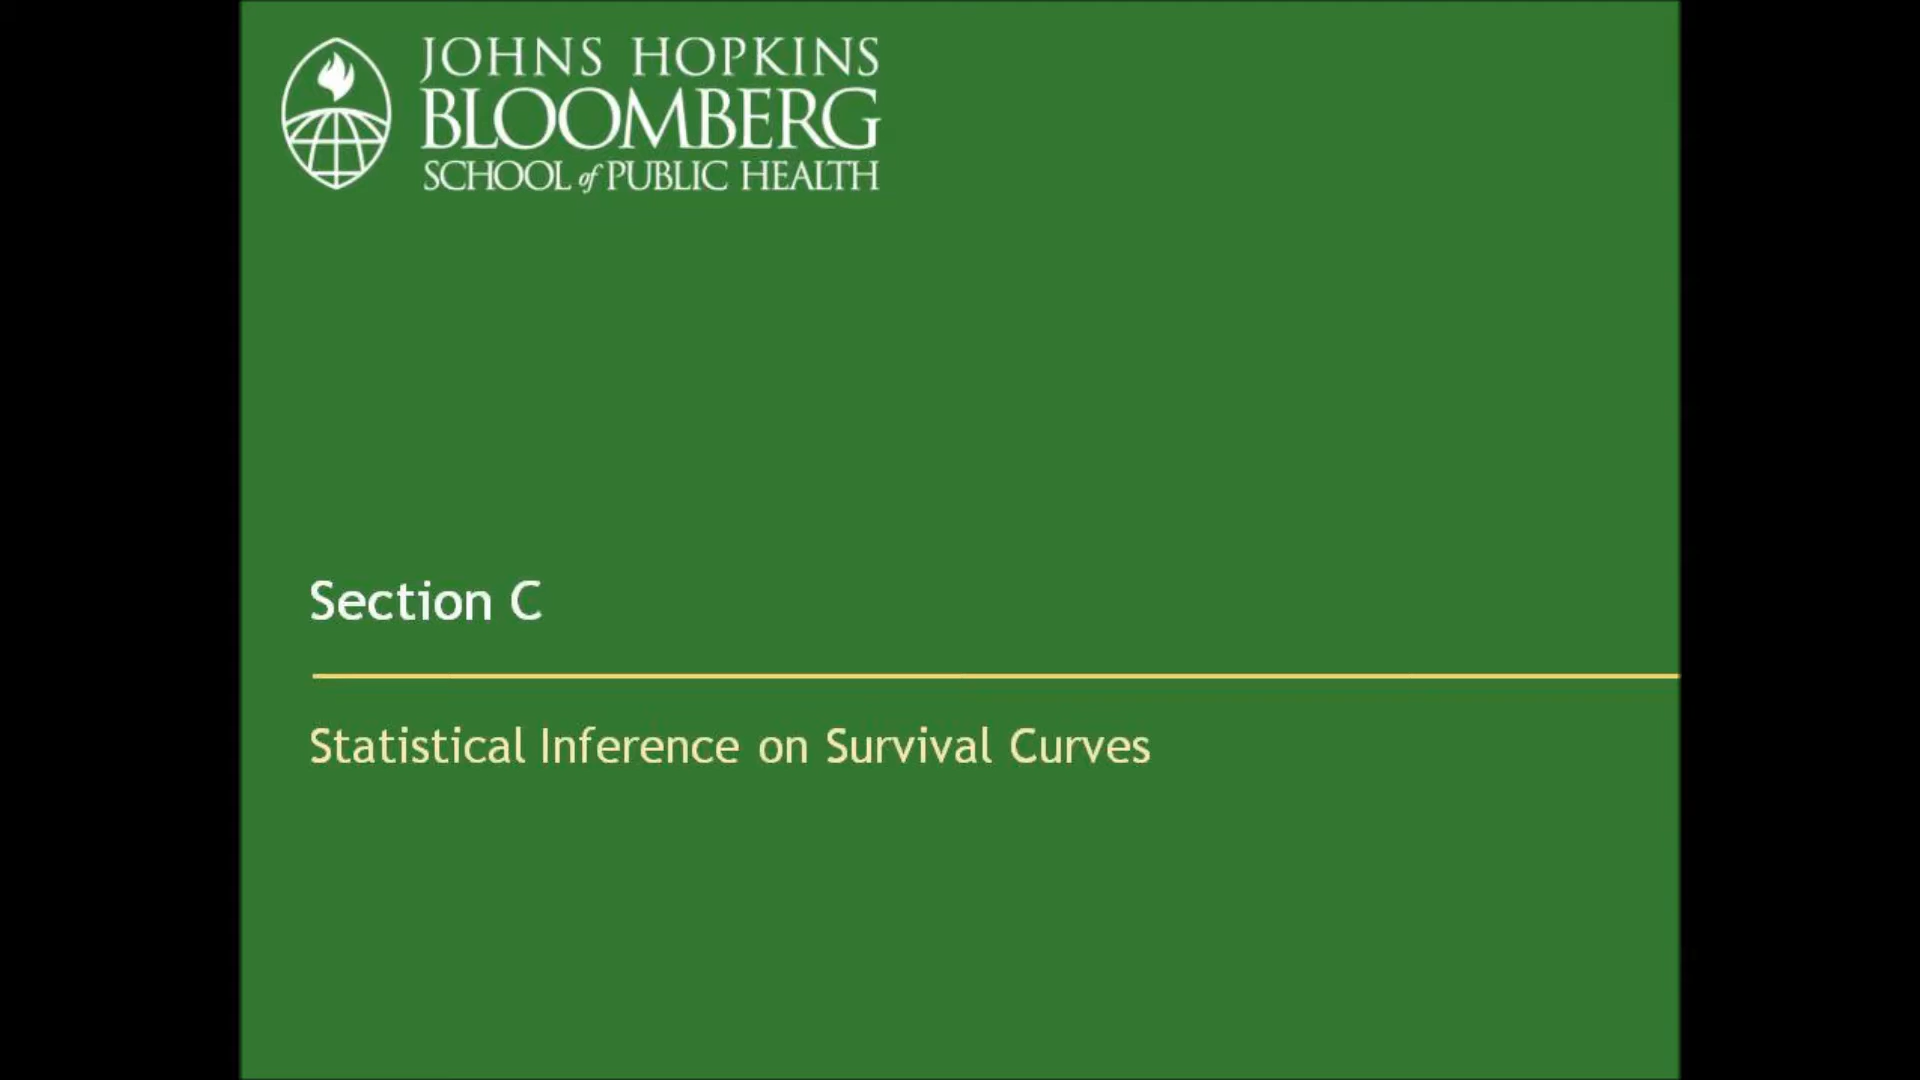 JOHNS HOPKINS
BLOOMBERG
SCHOOL of PUBLIC HEALTH
Section C
Statistical Inference on Survival Curves